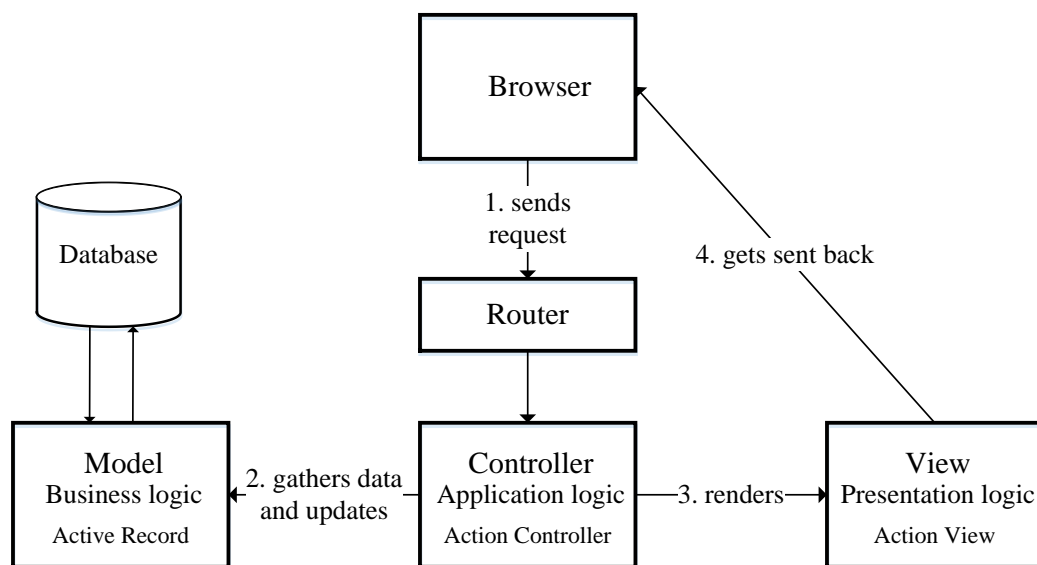 Browser
1. sends
request
Database
4. gets sent back
Router
Model
Business logic
Active Record
2. gathers data
and updates
Controller
Application logic
Action Controller
3. renders
View
Presentation logic
Action View